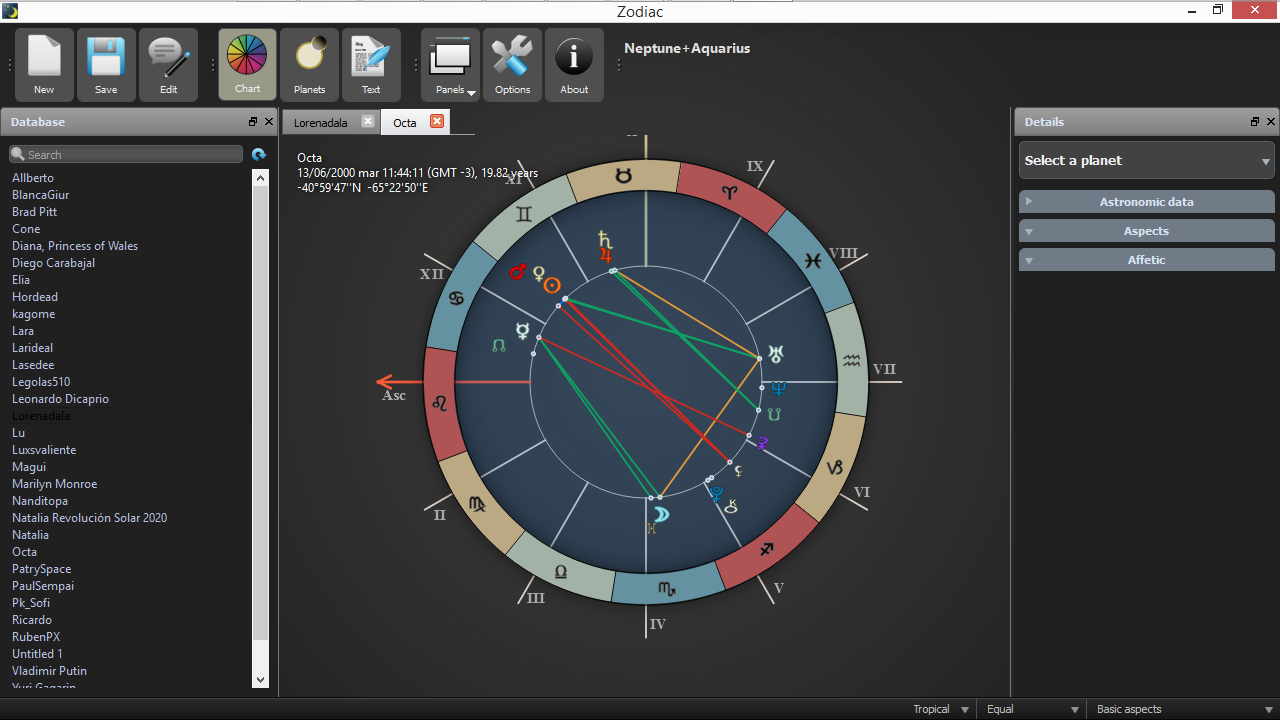 Zodiac
New
Save
Edit
Chart
Planets
Text
Panels
Options
About
Neptune+Aquarius
Database
Search
Allberto
BlancaGiur
Brad Pitt
Cone
Diana, Princess of Wales
Diego Carabajal
Elia
Hordead
kagome
Lara
Larideal
Lasedee
Legolas510
Leonardo Dicaprio
Lorenadala
Lu
Luxsvaliente
Magui
Marilyn Monroe
Nanditopa
Natalia Revolución Solar 2020
Natalia
Octa
PatrySpace
PaulSempai
Pk_Sofi
Ricardo
RubenPX
Untitled 1
Vladimir Putin
Yuri Gagarin
Lorenadala
Octa
Octa
13/06/2000 mar 11:44:11 (GMT -3), 19.82 years
-40°59'47''N  -65°22'50''E
XI
IX
VIII
XII
VII
Asc
VI
II
V
III
IV
Details
Select a planet
Astronomic data
Aspects
Affetic
Tropical
Equal
Basic aspects